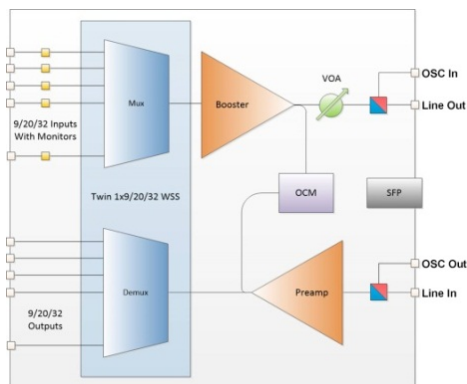 OSC In
VOA
Mux
Booster
Line Out
9/20/32 Inputs
With Monitors
Twin 1x9/20/32 WSS
OCM
SFP
OSC Out
Demux
Preamp
Line In
9/20/32
Outputs